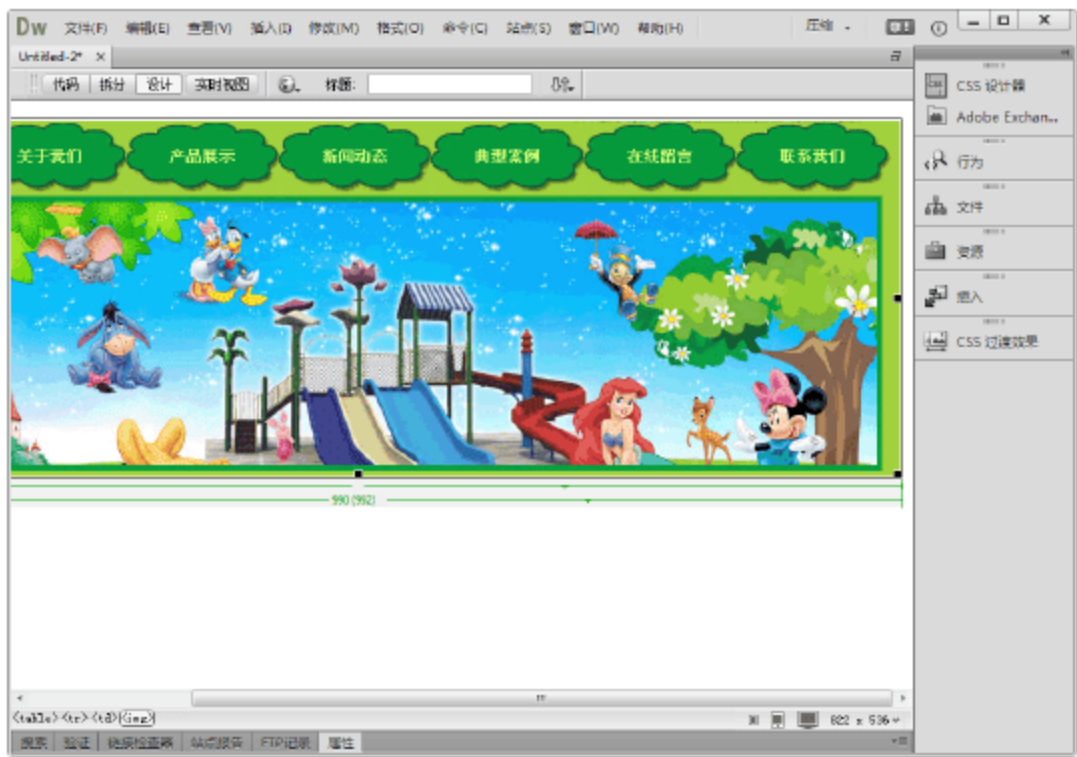 Dw 文件(F) 编辑(E) 查看(V) 插入(I) 修改(M) 格式(O) 命令(C) 站点(S) 窗口(W) 帮助(H) 压缩
Untitled-2*
代码 拆分 设计 实时视图 标题:
CSS 设计器
Adobe Exchan...
行为
文件
资源
插入
CSS 过渡效果
关于我们 产品展示 新闻动态 典型案例 在线留言 联系我们
990 (992)
<table><tr><td><img> 822 x 536
搜索 验证 链接检查器 站点报告 FTP记录 属性